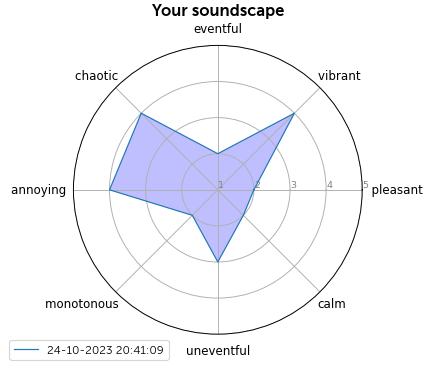 Your soundscape
eventful
chaotic
vibrant
annoying
1 2 3 4 5
pleasant
monotonous
calm
uneventful
24-10-2023 20:41:09